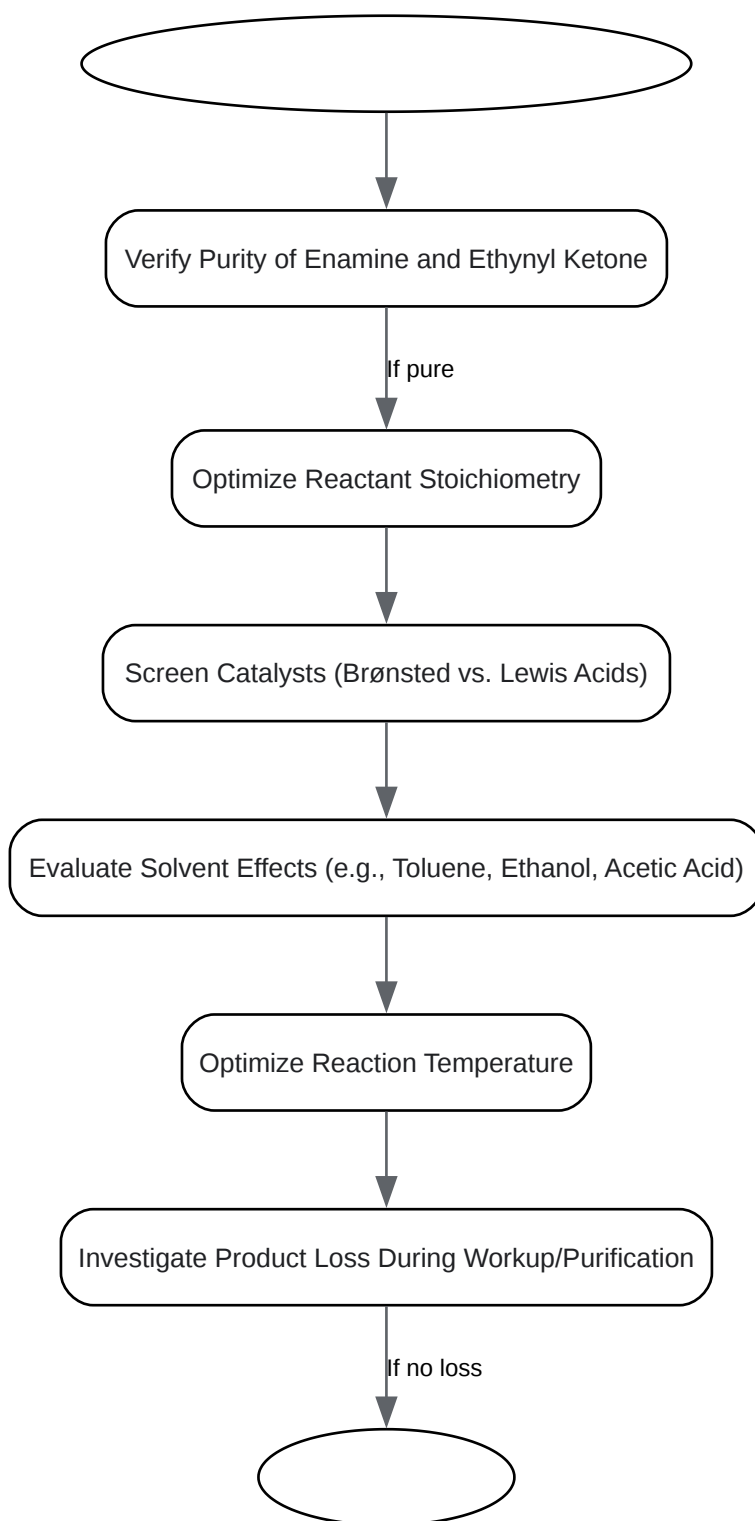 Verify Purity of Enamine and Ethynyl Ketone
If pure
Optimize Reactant Stoichiometry
Screen Catalysts (Brønsted vs. Lewis Acids)
Evaluate Solvent Effects (e.g., Toluene, Ethanol, Acetic Acid)
Optimize Reaction Temperature
Investigate Product Loss During Workup/Purification
If no loss